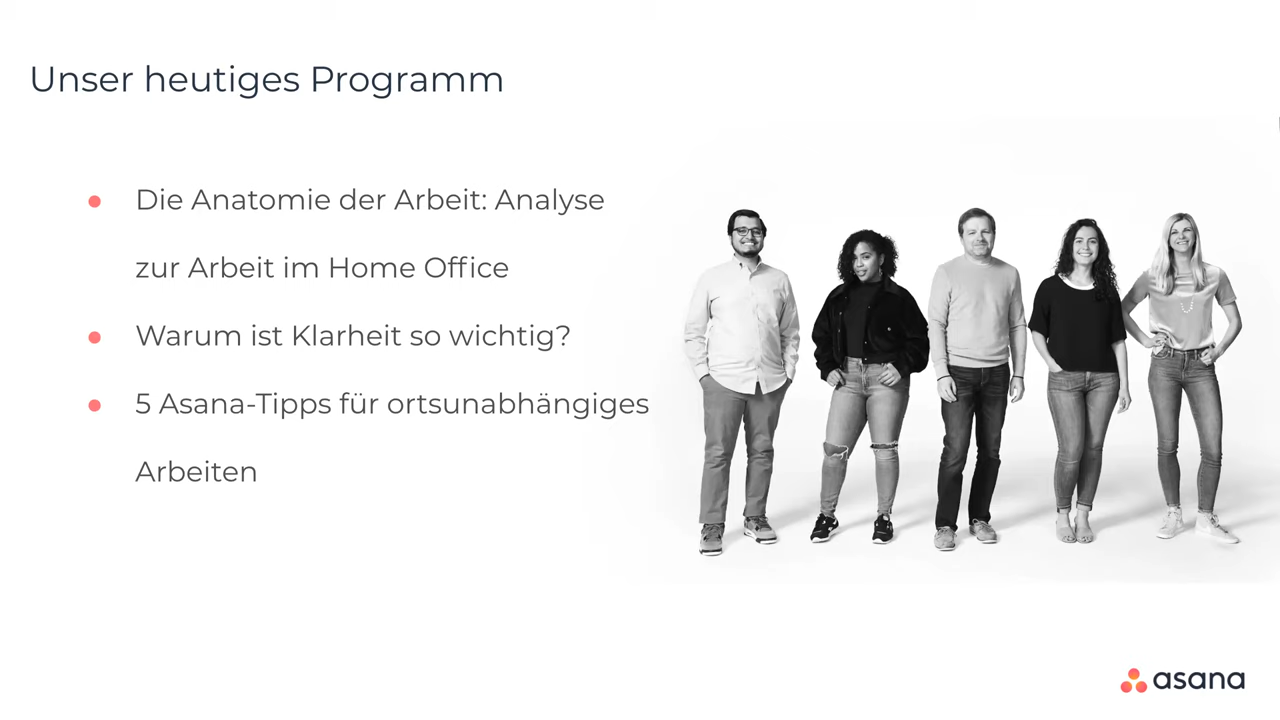 Unser heutiges Programm
● Die Anatomie der Arbeit: Analyse
zur Arbeit im Home Office
● Warum ist Klarheit so wichtig?
● 5 Asana-Tipps für ortsunabhängiges
Arbeiten
asana